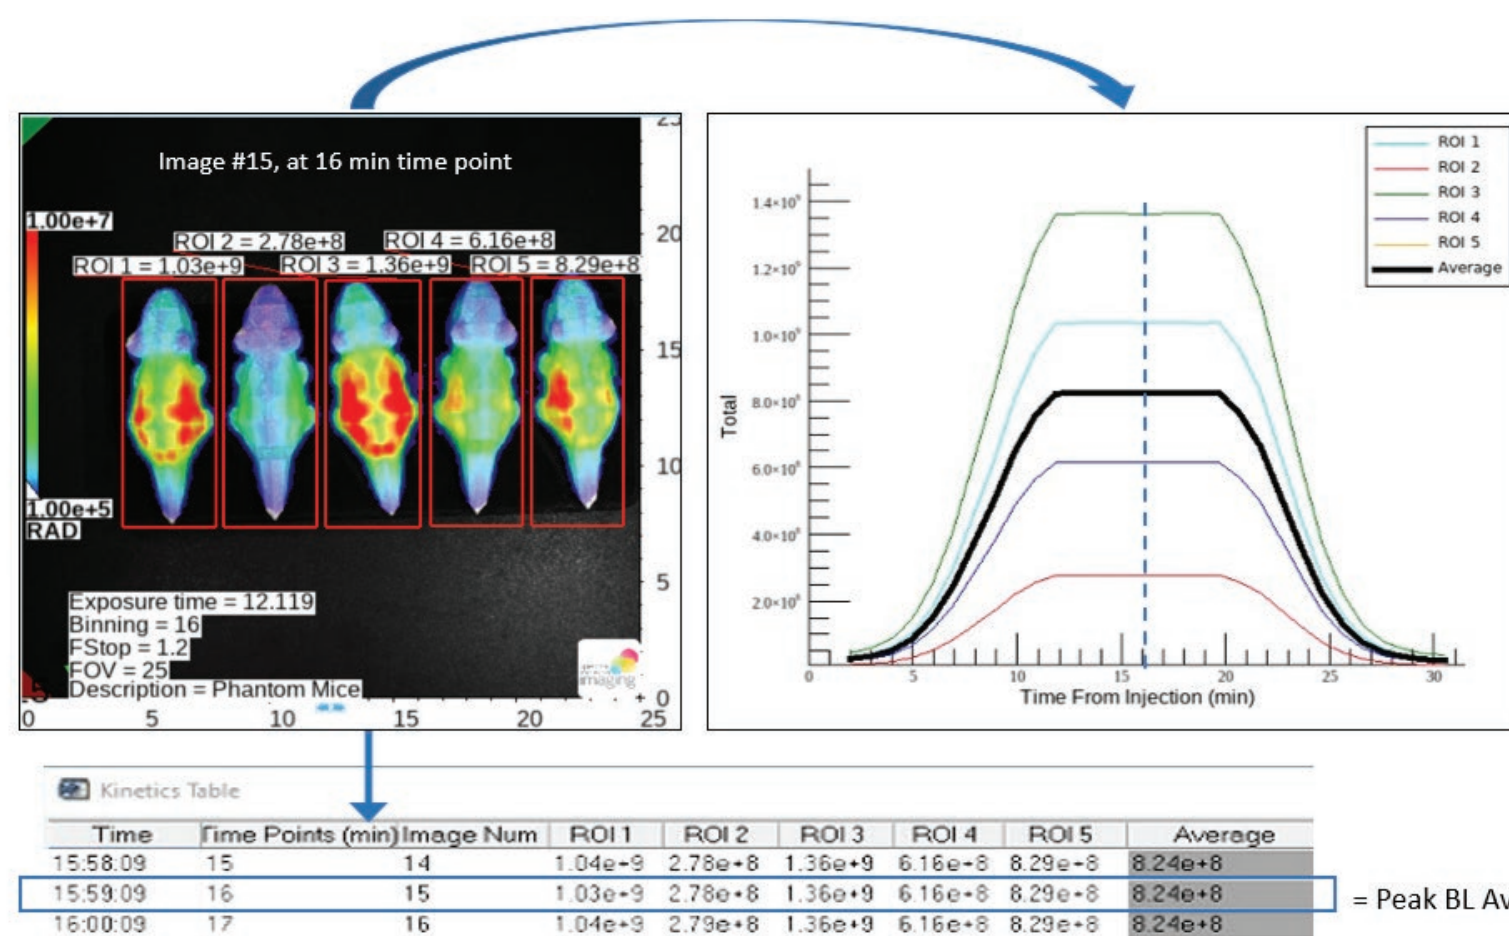 Image #15, at 16 min time point
1.00e+7
ROI 2 = 2.78e+8 ROI 4 = 6.16e+8
ROI 1 = 1.03e+9 ROI 3 = 1.36e+9 ROI 5 = 8.29e+8
1.00e+5
RAD
Exposure time = 12.119
Binning = 16
FStop = 1.2
FOV = 25
Description = Phantom Mice
imaging
25
20
15
10
5
0
0 5 10 15 20 25
ROI 1
ROI 2
ROI 3
ROI 4
ROI 5
Average
Total
1.4×10⁹
1.2×10⁹
1.0×10⁹
8.0×10⁸
6.0×10⁸
4.0×10⁸
2.0×10⁸
0 5 10 15 20 25 30
Time From Injection (min)
Kinetics Table
Time Time Points (min) Image Num ROI 1 ROI 2 ROI 3 ROI 4 ROI 5 Average
15:58:09 15 14 1.04e+9 2.78e+8 1.36e+9 6.16e+8 8.29e+8 8.24e+8
15:59:09 16 15 1.03e+9 2.78e+8 1.36e+9 6.16e+8 8.29e+8 8.24e+8
16:00:09 17 16 1.04e+9 2.79e+8 1.36e+9 6.16e+8 8.29e+8 8.24e+8
= Peak BL Av